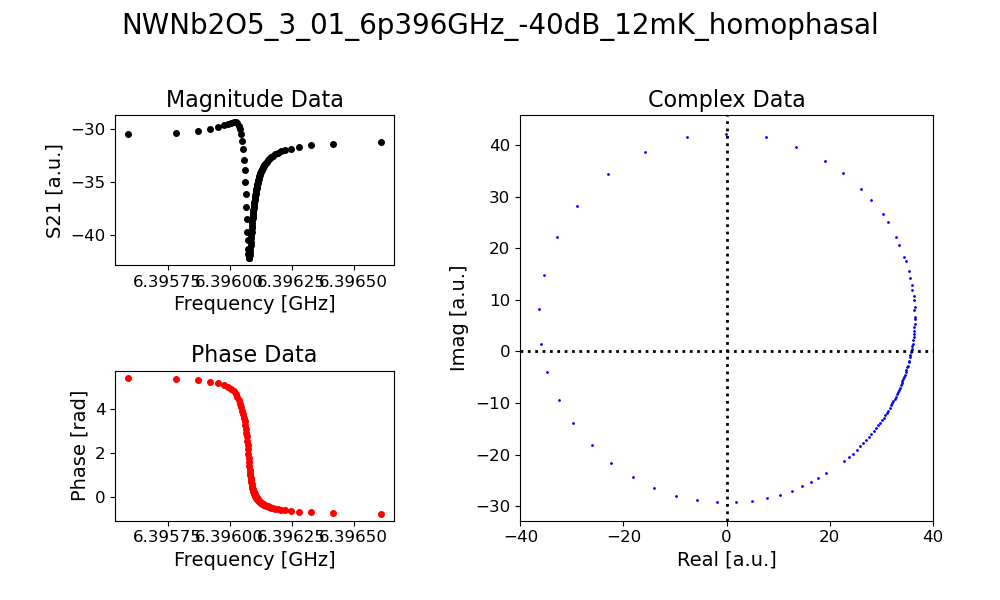 NWNb2O5_3_01_6p396GHz_-40dB_12mK_homophasal
Magnitude Data
S21 [a.u.]
−30
−35
−40
6.39575 6.39600 6.39625 6.39650
Frequency [GHz]
Phase Data
Phase [rad]
4
2
0
6.39575 6.39600 6.39625 6.39650
Frequency [GHz]
Complex Data
Imag [a.u.]
40
30
20
10
0
−10
−20
−30
−40 −20 0 20 40
Real [a.u.]